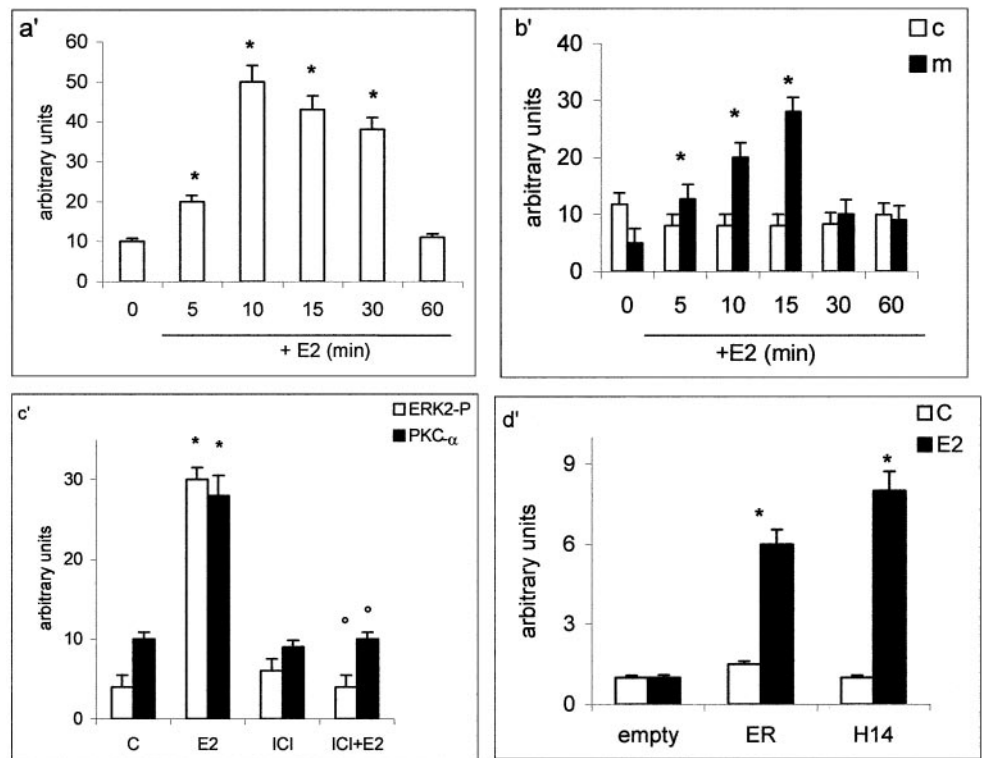 a'
60
50
40
30
20
10
0
arbitrary units
*
*
*
*
0 5 10 15 30 60
+ E2 (min)
b'
c
m
40
30
20
10
0
arbitrary units
*
*
*
0 5 10 15 30 60
+E2 (min)
c'
ERK2-P
PKC-α
30
20
10
0
arbitrary units
* *
° °
C E2 ICI ICI+E2
d'
C
E2
9
6
3
0
arbitrary units
*
*
empty ER H14